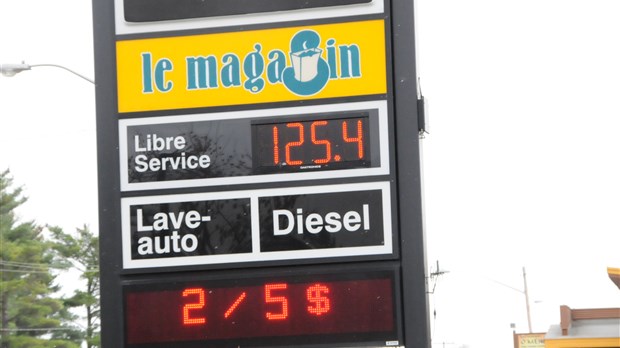 le magasin
Libre
Service
125.4
Lave-
auto
Diesel
2/5$